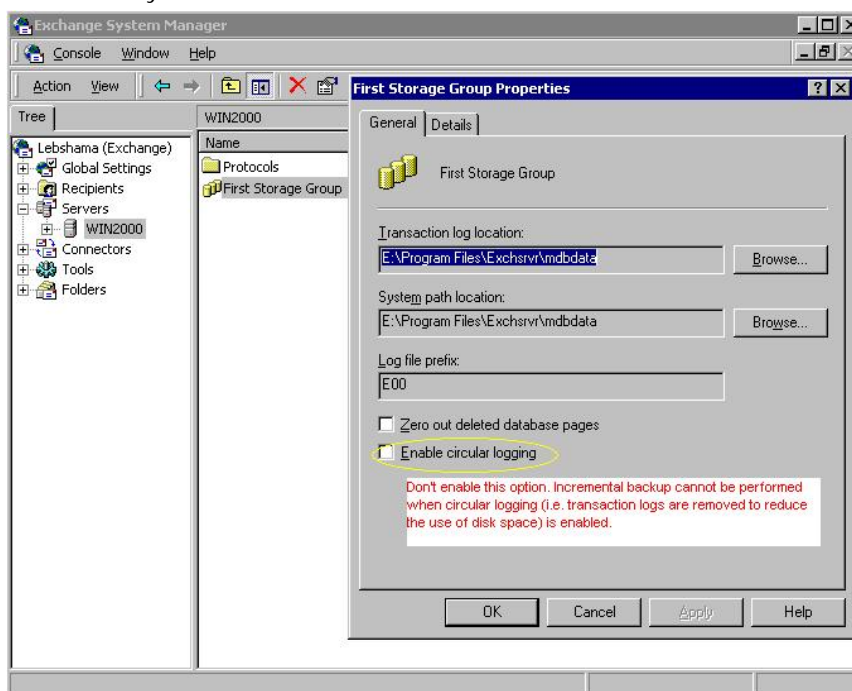 Exchange System Manager
Console Window Help
Action View
Tree
WIN2000
Lebshama (Exchange)
Global Settings
Recipients
Servers
WIN2000
Connectors
Tools
Folders
Name
Protocols
First Storage Group
First Storage Group Properties
General Details
First Storage Group
Transaction log location:
E:\Program Files\Exchsrvr\mdbdata
Browse...
System path location:
E:\Program Files\Exchsrvr\mdbdata
Browse...
Log file prefix:
E00
Zero out deleted database pages
Enable circular logging
Don't enable this option. Incremental backup cannot be performed
when circular logging (i.e. transaction logs are removed to reduce
the use of disk space) is enabled.
OK Cancel Apply Help